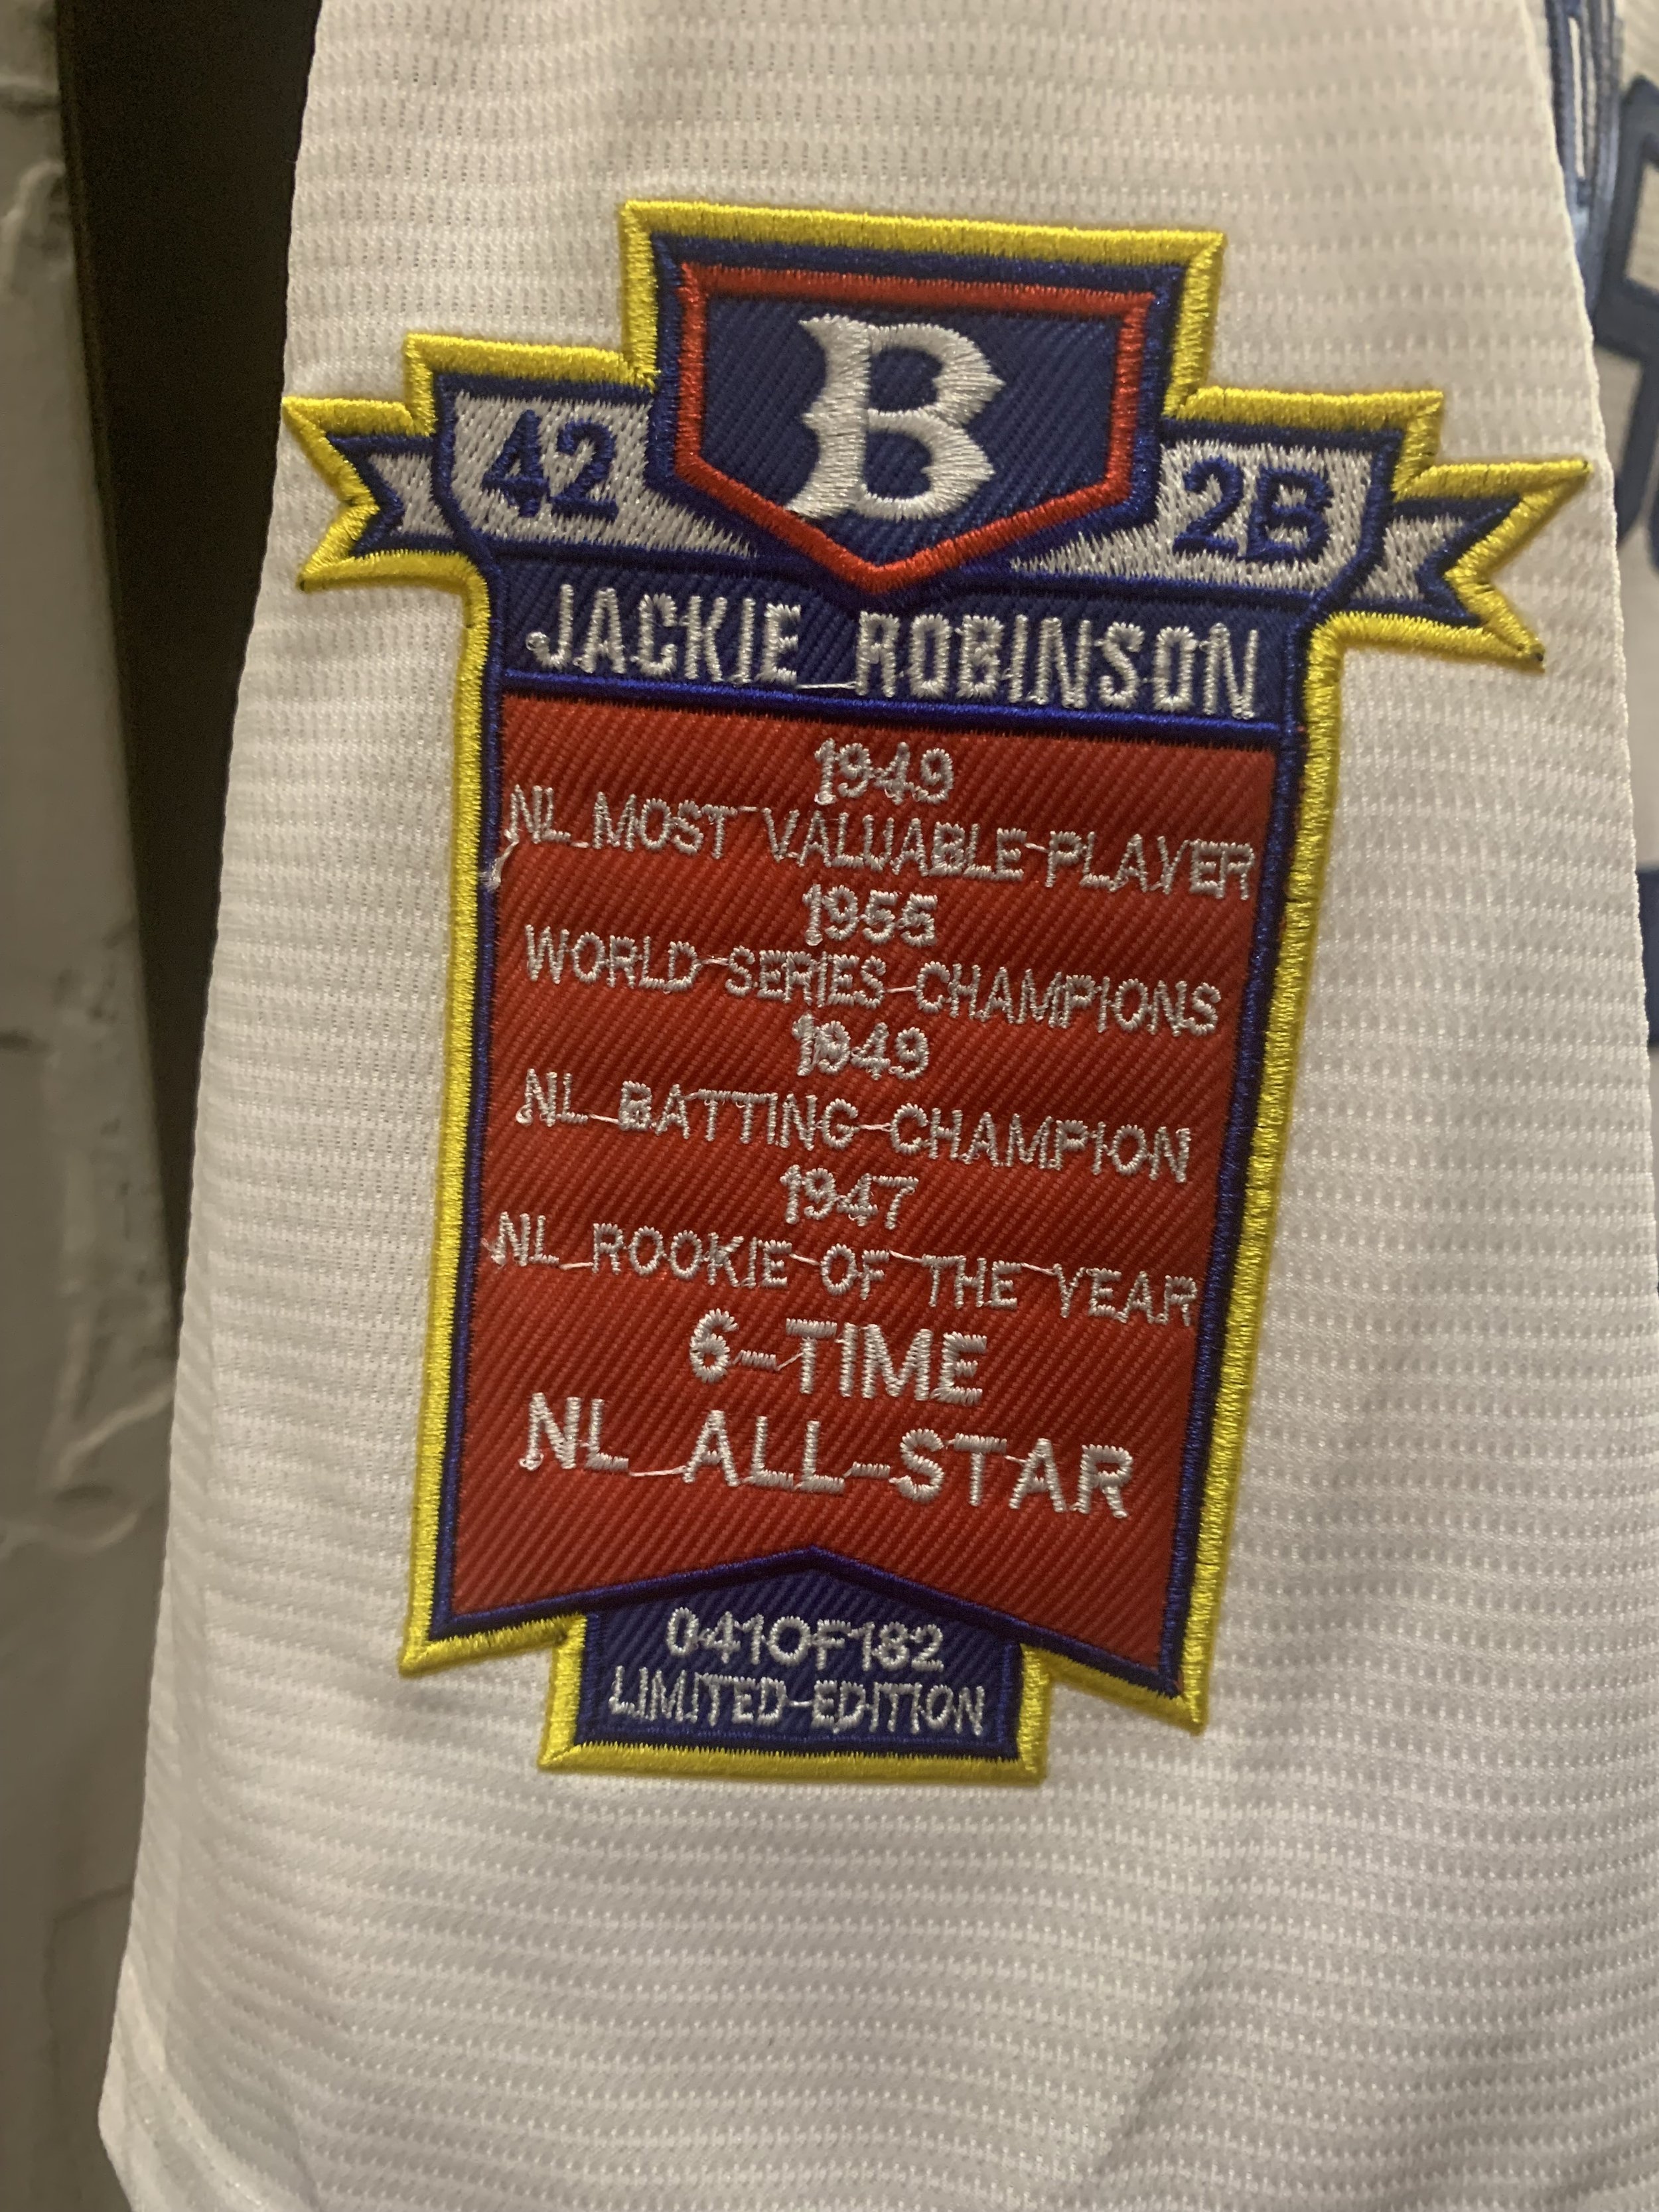 B
42 2B
JACKIE ROBINSON
1949
NL MOST VALUABLE PLAYER
1955
WORLD SERIES CHAMPIONS
1949
NL BATTING CHAMPION
1947
NL ROOKIE OF THE YEAR
6-TIME
NL ALL-STAR
041OF182
LIMITED EDITION